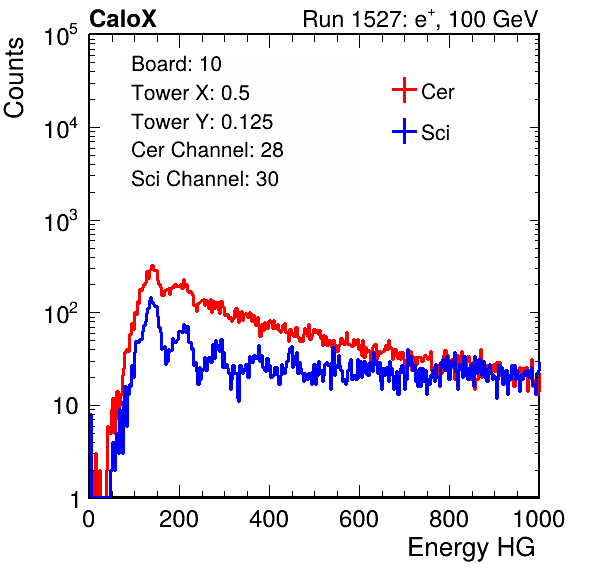 CaloX Run 1527: e+, 100 GeV
Counts
Board: 10
Tower X: 0.5
Tower Y: 0.125
Cer Channel: 28
Sci Channel: 30
Cer
Sci
10^5
10^4
10^3
10^2
10
1
0 200 400 600 800 1000
Energy HG